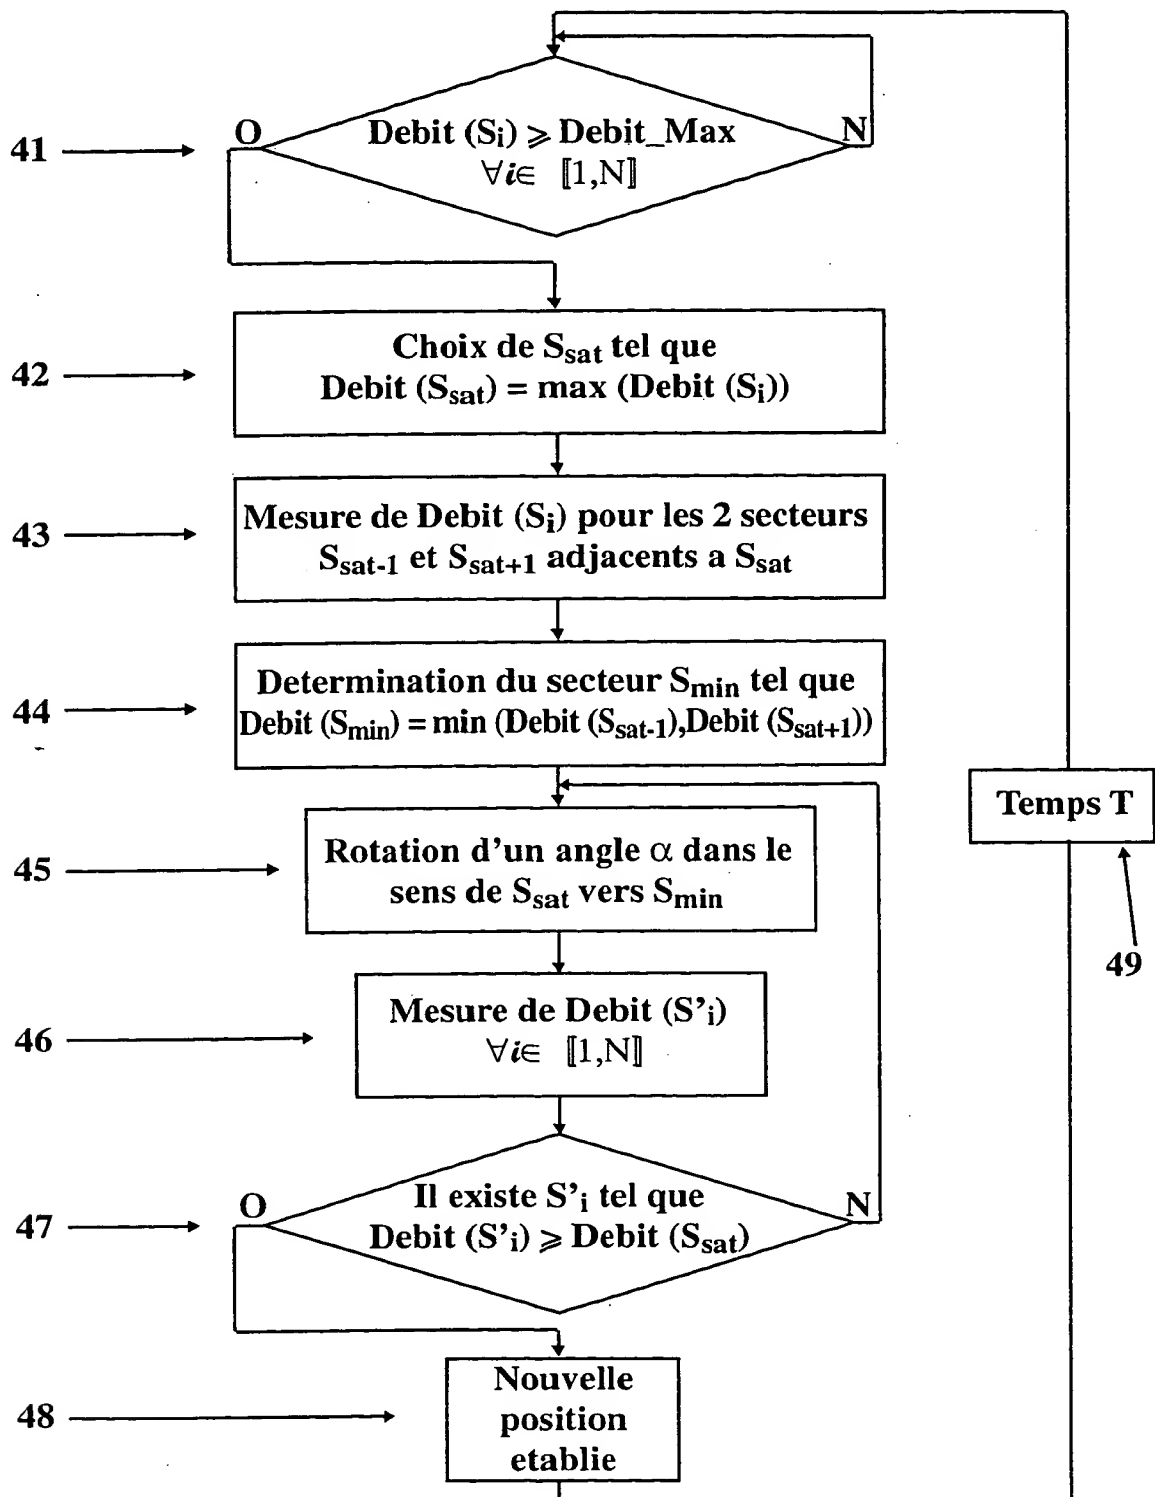 O
N
41
Debit (Si) ⩾ Debit_Max
∀i∈ ⟦1,N⟧
42
Choix de Ssat tel que
Debit (Ssat) = max (Debit (Si))
43
Mesure de Debit (Si) pour les 2 secteurs
Ssat-1 et Ssat+1 adjacents a Ssat
44
Determination du secteur Smin tel que
Debit (Smin) = min (Debit (Ssat-1),Debit (Ssat+1))
Temps T
49
45
Rotation d'un angle α dans le
sens de Ssat vers Smin
46
Mesure de Debit (S'i)
∀i∈ ⟦1,N⟧
O
N
47
Il existe S'i tel que
Debit (S'i) ⩾ Debit (Ssat)
48
Nouvelle
position
etablie